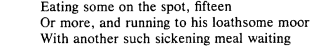 Eating some on the spot, fifteen
Or more, and running to his loathsome moor
With another such sickening meal waiting